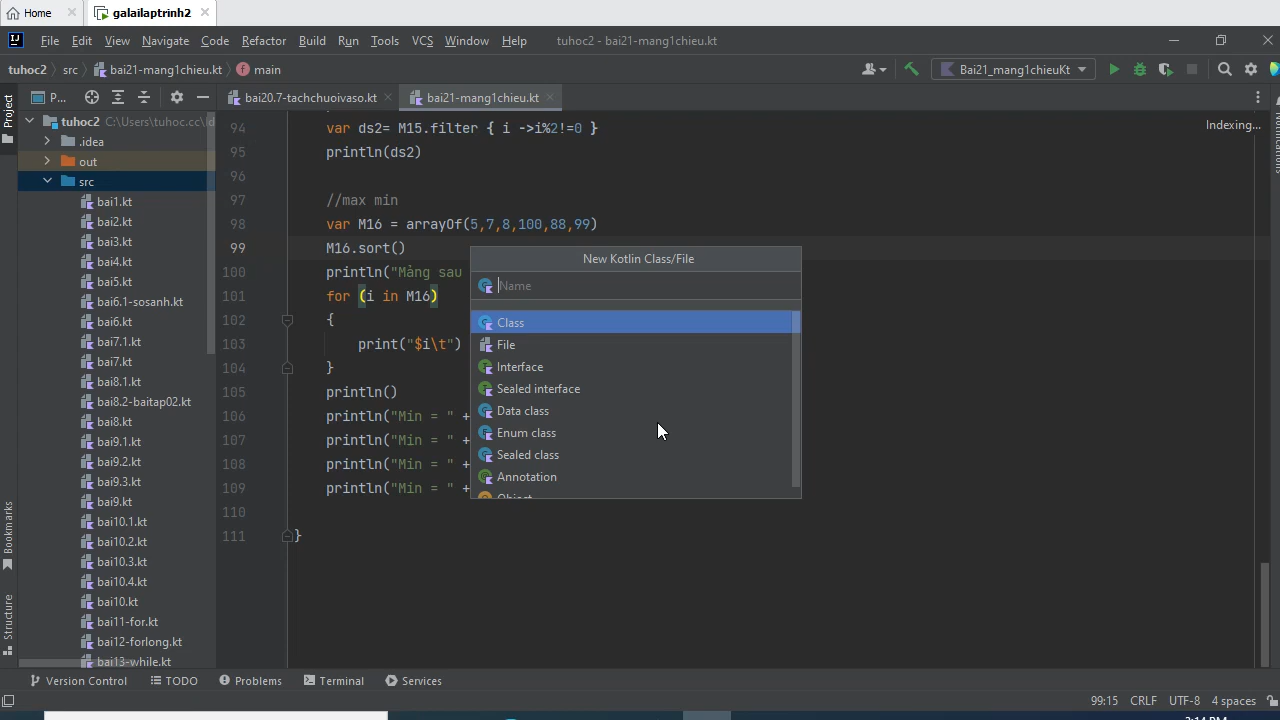 Home
galailaptrinh2
File Edit View Navigate Code Refactor Build Run Tools VCS Window Help tuhoc2 - bai21-mang1chieu.kt
tuhoc2 src bai21-mang1chieu.kt main
Bai21_mang1chieuKt
Project
P...
bai20.7-tachchuoivaso.kt
bai21-mang1chieu.kt
Indexing...
Notifications
tuhoc2 C:\Users\tuhoc.cc\
.idea
out
src
bai1.kt
bai2.kt
bai3.kt
bai4.kt
bai5.kt
bai6.1-sosanh.kt
bai6.kt
bai7.1.kt
bai7.kt
bai8.1.kt
bai8.2-baitap02.kt
bai8.kt
bai9.1.kt
bai9.2.kt
bai9.3.kt
bai9.kt
bai10.1.kt
bai10.2.kt
bai10.3.kt
bai10.4.kt
bai10.kt
bai11-for.kt
bai12-forlong.kt
bai13-while.kt
94 var ds2= M15.filter { i ->i%2!=0 }
95 println(ds2)
96
97 //max min
98 var M16 = arrayOf(5,7,8,100,88,99)
99 M16.sort()
100 println("Mảng sau
101 for (i in M16)
102 {
103 print("$i\t")
104 }
105 println()
106 println("Min = " +
107 println("Min = " +
108 println("Min = " +
109 println("Min = " +
110
111 }
New Kotlin Class/File
Name
Class
File
Interface
Sealed interface
Data class
Enum class
Sealed class
Annotation
Object
Bookmarks
Structure
Version Control TODO Problems Terminal Services
99:15 CRLF UTF-8 4 spaces